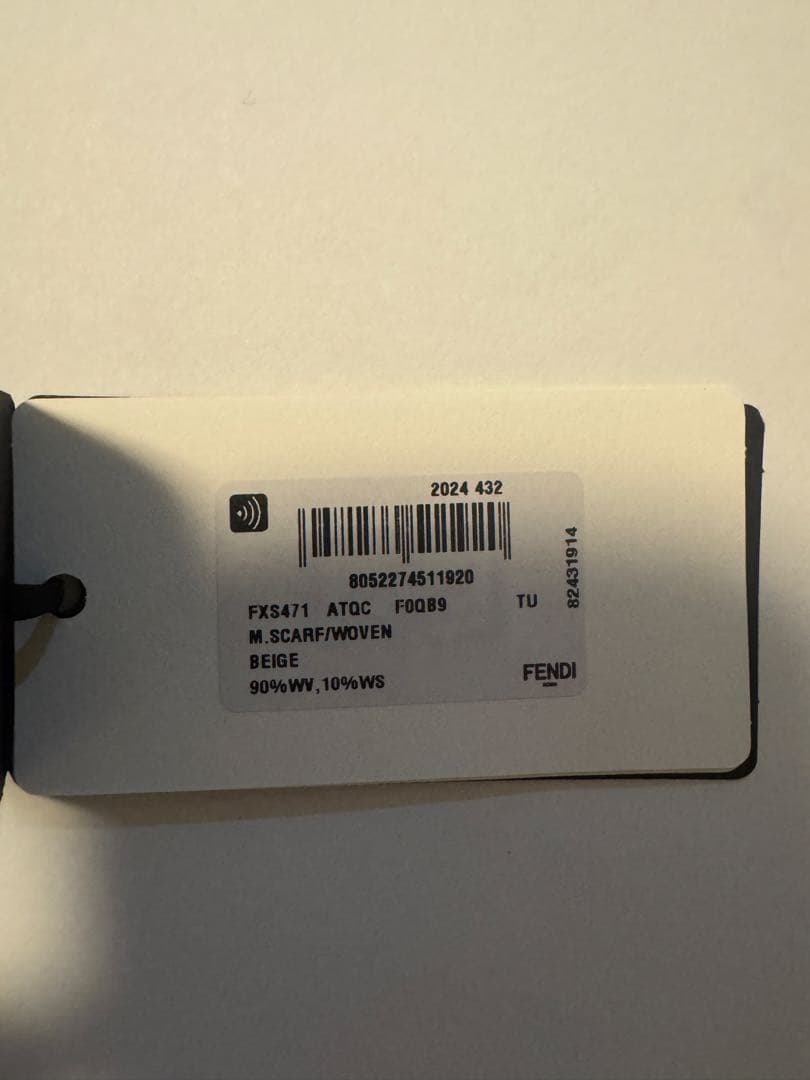 2024 432
8052274511920
FXS471 ATQC F0QB9 TU
M.SCARF/WOVEN
BEIGE
90%WV,10%WS
FENDI
82431914